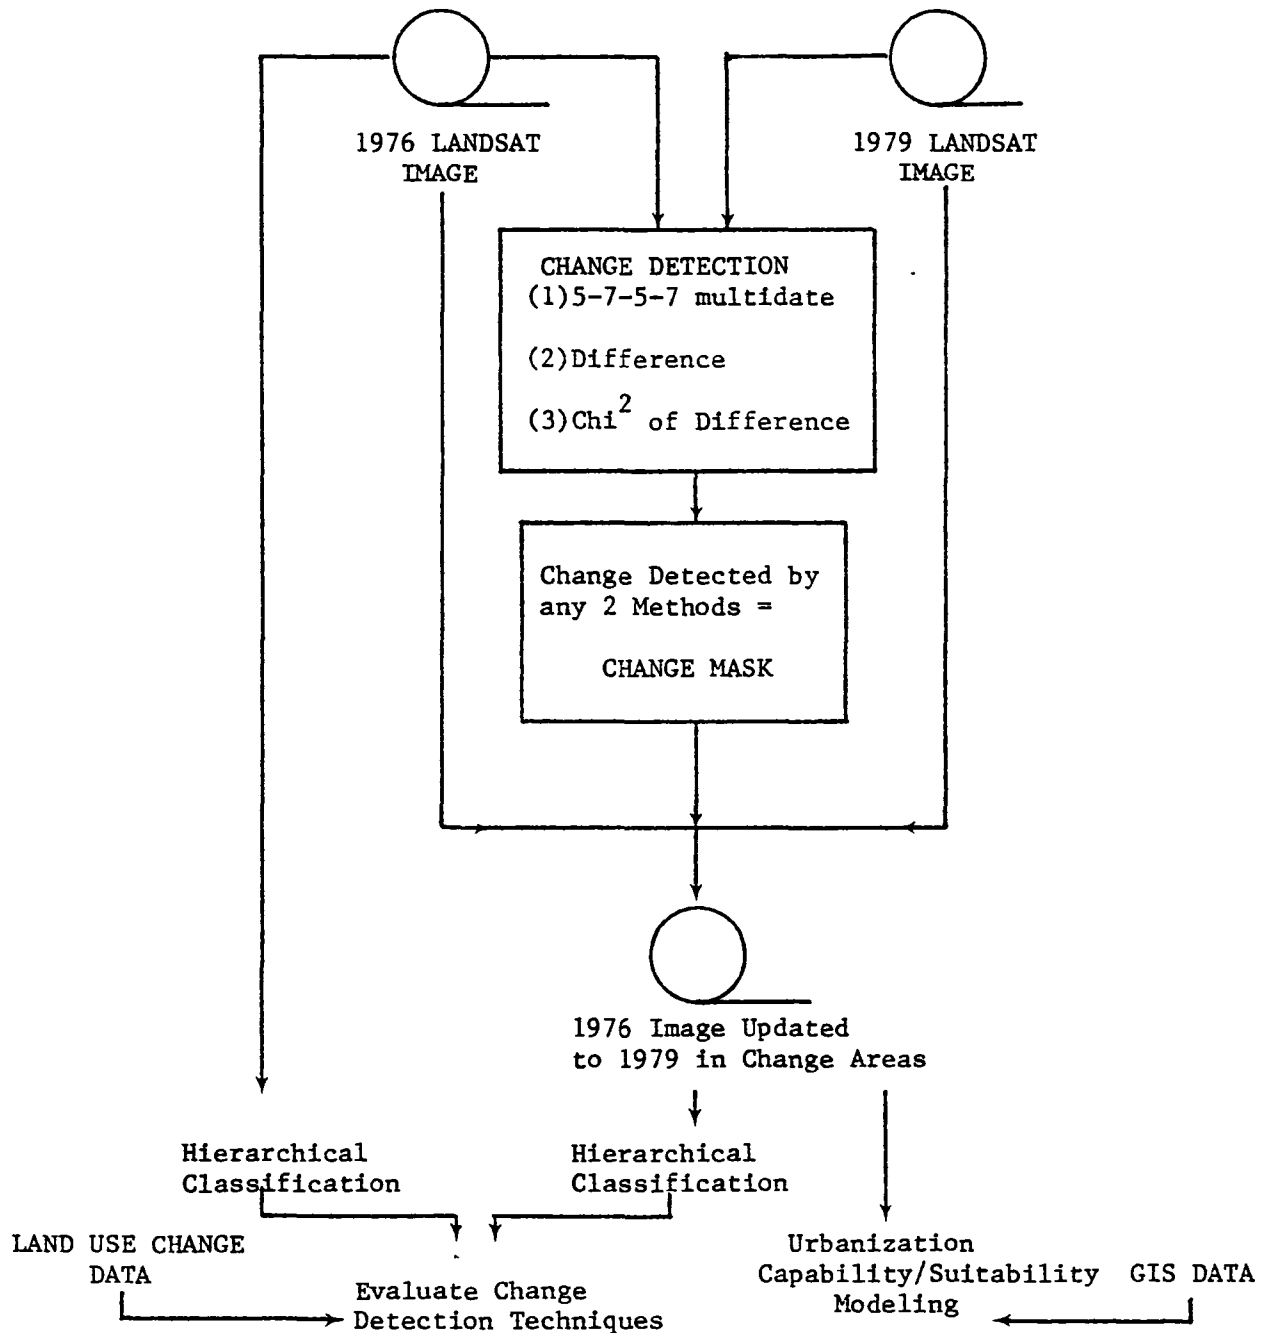 1976 LANDSAT
IMAGE
1979 LANDSAT
IMAGE
CHANGE DETECTION
(1)5-7-5-7 multidate
(2)Difference
(3)Chi² of Difference
Change Detected by
any 2 Methods =
CHANGE MASK
1976 Image Updated
to 1979 in Change Areas
Hierarchical
Classification
Hierarchical
Classification
LAND USE CHANGE
DATA
Evaluate Change
Detection Techniques
Urbanization
Capability/Suitability
Modeling
GIS DATA